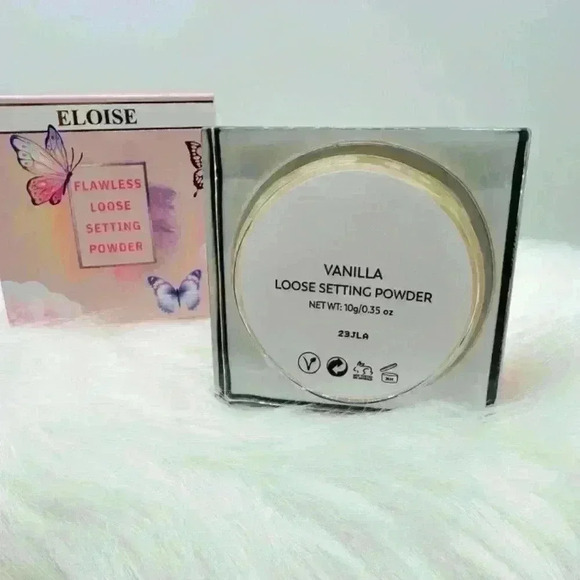 ELOISE
FLAWLESS
LOOSE
SETTING
POWDER
VANILLA
LOOSE SETTING POWDER
NET WT: 10g/0.35 oz
23JLA